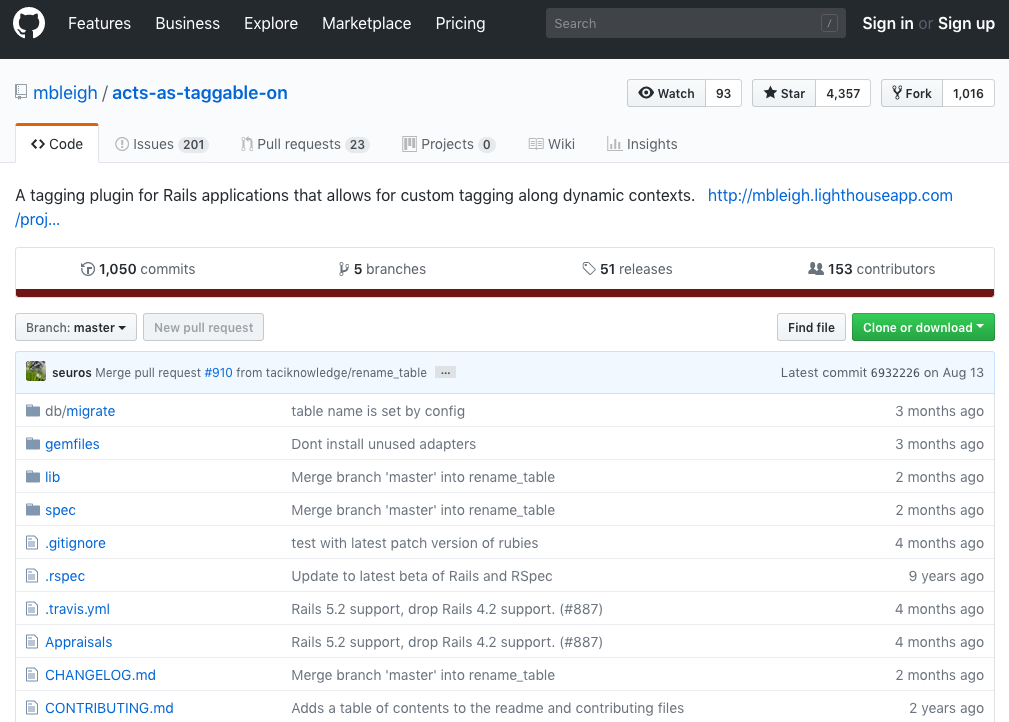 Features Business Explore Marketplace Pricing Search / Sign in or Sign up
mbleigh / acts-as-taggable-on Watch 93 Star 4,357 Fork 1,016
Code Issues 201 Pull requests 23 Projects 0 Wiki Insights
A tagging plugin for Rails applications that allows for custom tagging along dynamic contexts. http://mbleigh.lighthouseapp.com
/proj...
1,050 commits 5 branches 51 releases 153 contributors
Branch: master New pull request Find file Clone or download
seuros Merge pull request #910 from taciknowledge/rename_table ... Latest commit 6932226 on Aug 13
db/migrate table name is set by config 3 months ago
gemfiles Dont install unused adapters 3 months ago
lib Merge branch 'master' into rename_table 2 months ago
spec Merge branch 'master' into rename_table 2 months ago
.gitignore test with latest patch version of rubies 4 months ago
.rspec Update to latest beta of Rails and RSpec 9 years ago
.travis.yml Rails 5.2 support, drop Rails 4.2 support. (#887) 4 months ago
Appraisals Rails 5.2 support, drop Rails 4.2 support. (#887) 4 months ago
CHANGELOG.md Merge branch 'master' into rename_table 2 months ago
CONTRIBUTING.md Adds a table of contents to the readme and contributing files 2 years ago